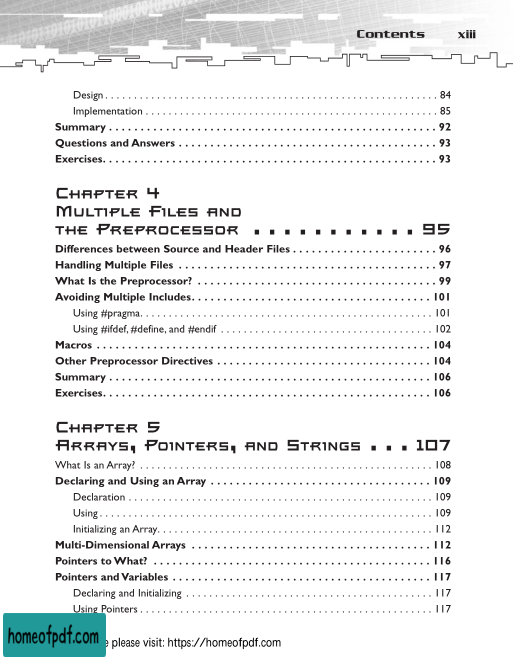 Contents xiii
Design . . . . . . . . . . . . . . . . . . . . . . . . . . . . . . . . . . . . . . . . . . . . . . 84
Implementation . . . . . . . . . . . . . . . . . . . . . . . . . . . . . . . . . . . . . . . . 85
Summary . . . . . . . . . . . . . . . . . . . . . . . . . . . . . . . . . . . . . . . . . . . . 92
Questions and Answers . . . . . . . . . . . . . . . . . . . . . . . . . . . . . . . . . . . 93
Exercises. . . . . . . . . . . . . . . . . . . . . . . . . . . . . . . . . . . . . . . . . . . . . 93
Chapter 4
Multiple Files and
the Preprocessor . . . . . . . . . . . 95
Differences between Source and Header Files . . . . . . . . . . . . . . . . . . . . 96
Handling Multiple Files . . . . . . . . . . . . . . . . . . . . . . . . . . . . . . . . . . . 97
What Is the Preprocessor? . . . . . . . . . . . . . . . . . . . . . . . . . . . . . . . . . 99
Avoiding Multiple Includes. . . . . . . . . . . . . . . . . . . . . . . . . . . . . . . . . 101
Using #pragma. . . . . . . . . . . . . . . . . . . . . . . . . . . . . . . . . . . . . . . . 101
Using #ifdef, #define, and #endif . . . . . . . . . . . . . . . . . . . . . . . . . . . . . 102
Macros . . . . . . . . . . . . . . . . . . . . . . . . . . . . . . . . . . . . . . . . . . . . . 104
Other Preprocessor Directives . . . . . . . . . . . . . . . . . . . . . . . . . . . . . . 104
Summary . . . . . . . . . . . . . . . . . . . . . . . . . . . . . . . . . . . . . . . . . . . 106
Exercises. . . . . . . . . . . . . . . . . . . . . . . . . . . . . . . . . . . . . . . . . . . . 106
Chapter 5
Arrays, Pointers, and Strings . . . 107
What Is an Array? . . . . . . . . . . . . . . . . . . . . . . . . . . . . . . . . . . . . . . . 108
Declaring and Using an Array . . . . . . . . . . . . . . . . . . . . . . . . . . . . . . . 109
Declaration . . . . . . . . . . . . . . . . . . . . . . . . . . . . . . . . . . . . . . . . . . 109
Using . . . . . . . . . . . . . . . . . . . . . . . . . . . . . . . . . . . . . . . . . . . . . . 109
Initializing an Array. . . . . . . . . . . . . . . . . . . . . . . . . . . . . . . . . . . . . . 112
Multi-Dimensional Arrays . . . . . . . . . . . . . . . . . . . . . . . . . . . . . . . . . 112
Pointers to What? . . . . . . . . . . . . . . . . . . . . . . . . . . . . . . . . . . . . . . 116
Pointers and Variables . . . . . . . . . . . . . . . . . . . . . . . . . . . . . . . . . . . . 117
Declaring and Initializing . . . . . . . . . . . . . . . . . . . . . . . . . . . . . . . . . . 117
Using Pointers . . . . . . . . . . . . . . . . . . . . . . . . . . . . . . . . . . . . . . . . . 117
homeofpdf.com please visit: https://homeofpdf.com